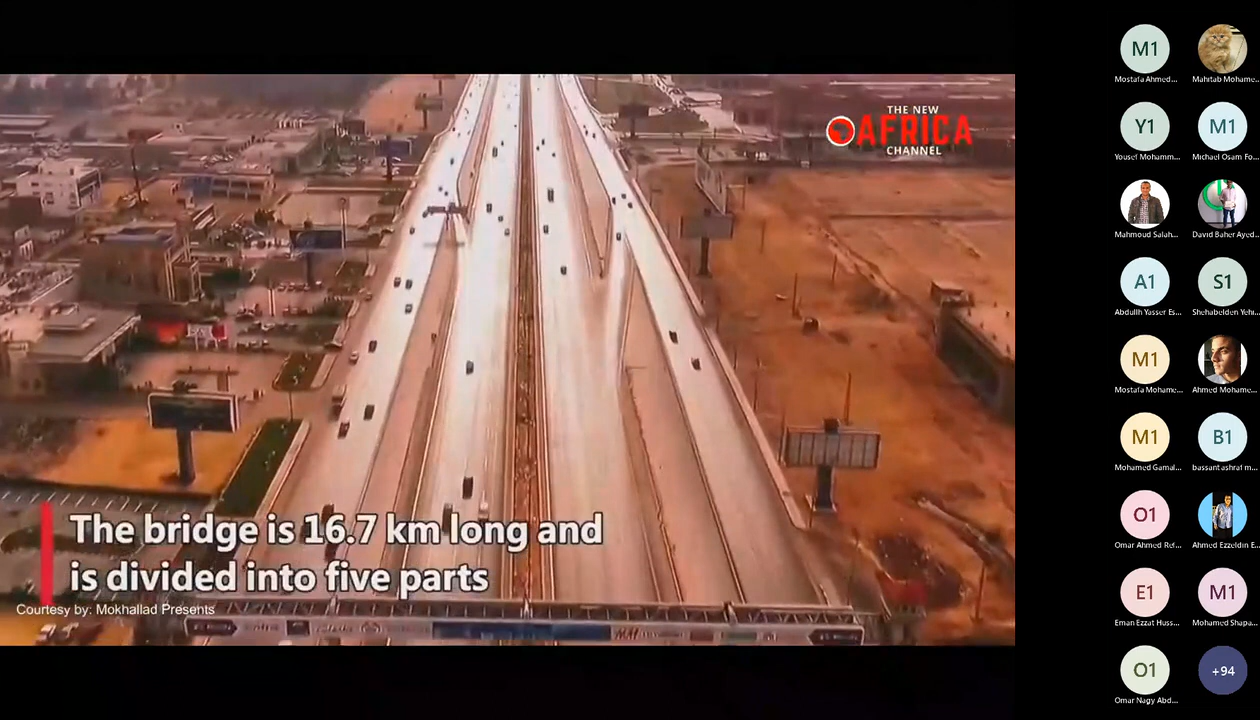 THE NEW
AFRICA
CHANNEL
The bridge is 16.7 km long and
is divided into five parts
Courtesy by: Mokhallad Presents
M1
Mostafa Ahmed...
Mahitab Mohame...
Y1
Yousef Mohamm...
M1
Michael Osam Fo...
Mahmoud Salah...
David Baher Ayed...
A1
Abdullh Yasser Es...
S1
Shehabelden Yehi...
M1
Mostafa Mohame...
Ahmed Mohame...
M1
Mohamed Gamal...
B1
bassant ashraf m...
O1
Omar Ahmed Ref...
Ahmed Ezzeldin E...
E1
Eman Ezzat Huss...
M1
Mohamed Shapa...
O1
Omar Nagy Abd...
+94